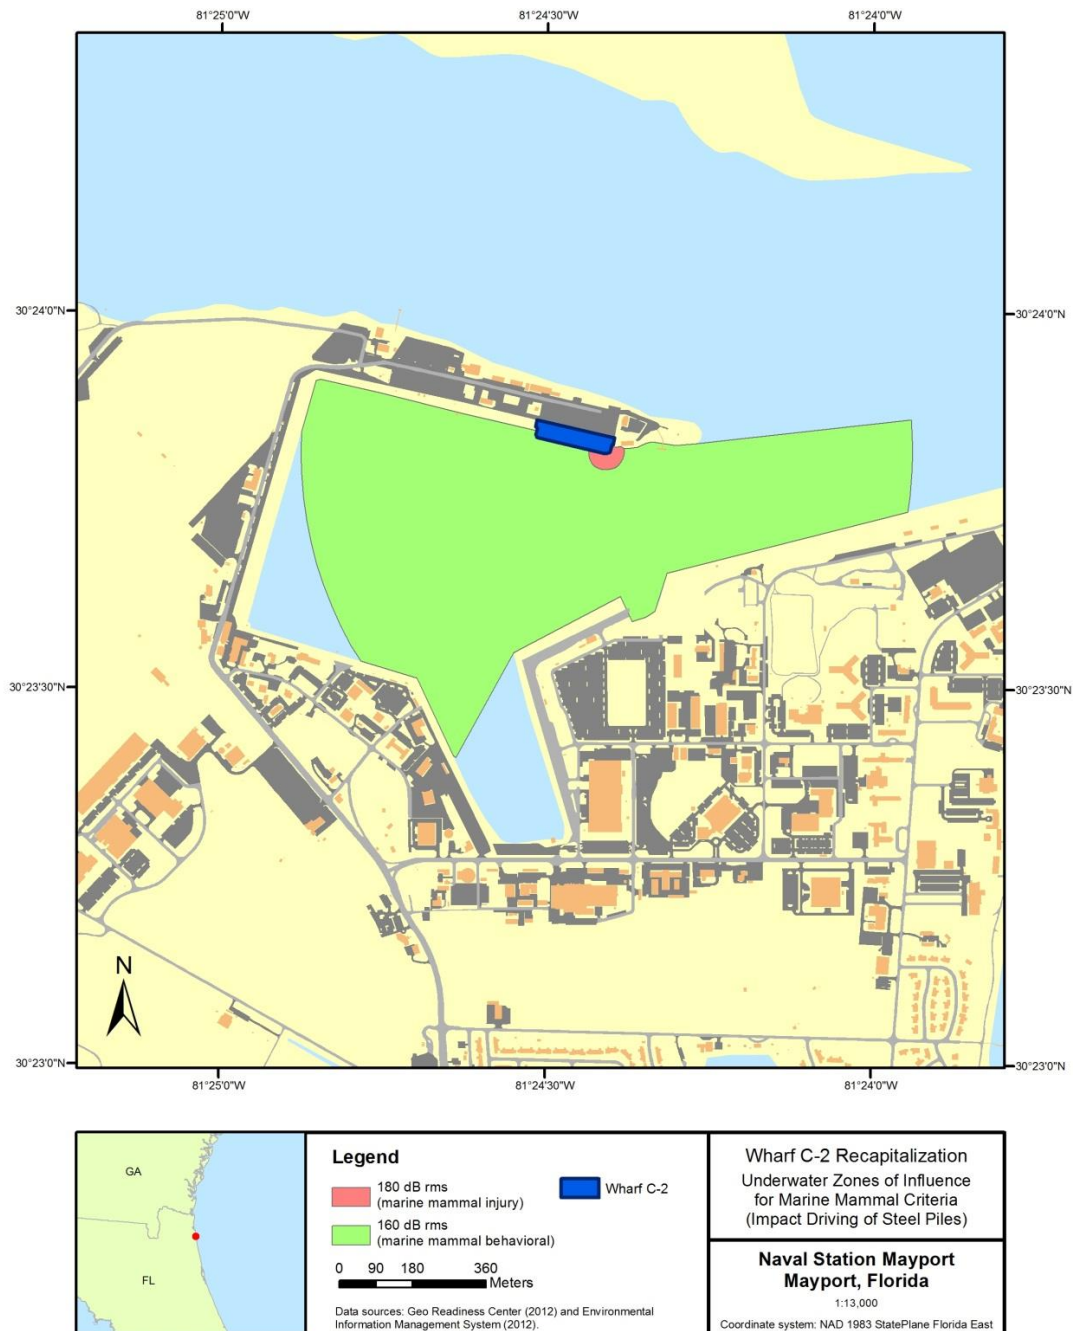 81°25'0"W 81°24'30"W 81°24'0"W
30°24'0"N 30°24'0"N
30°23'30"N 30°23'30"N
N
30°23'0"N 30°23'0"N
81°25'0"W 81°24'30"W 81°24'0"W
GA
FL
Legend
180 dB rms
(marine mammal injury)
Wharf C-2
160 dB rms
(marine mammal behavioral)
0 90 180 360
Meters
Data sources: Geo Readiness Center (2012) and Environmental
Information Management System (2012).
Wharf C-2 Recapitalization
Underwater Zones of Influence
for Marine Mammal Criteria
(Impact Driving of Steel Piles)
Naval Station Mayport
Mayport, Florida
1:13,000
Coordinate system: NAD 1983 StatePlane Florida East